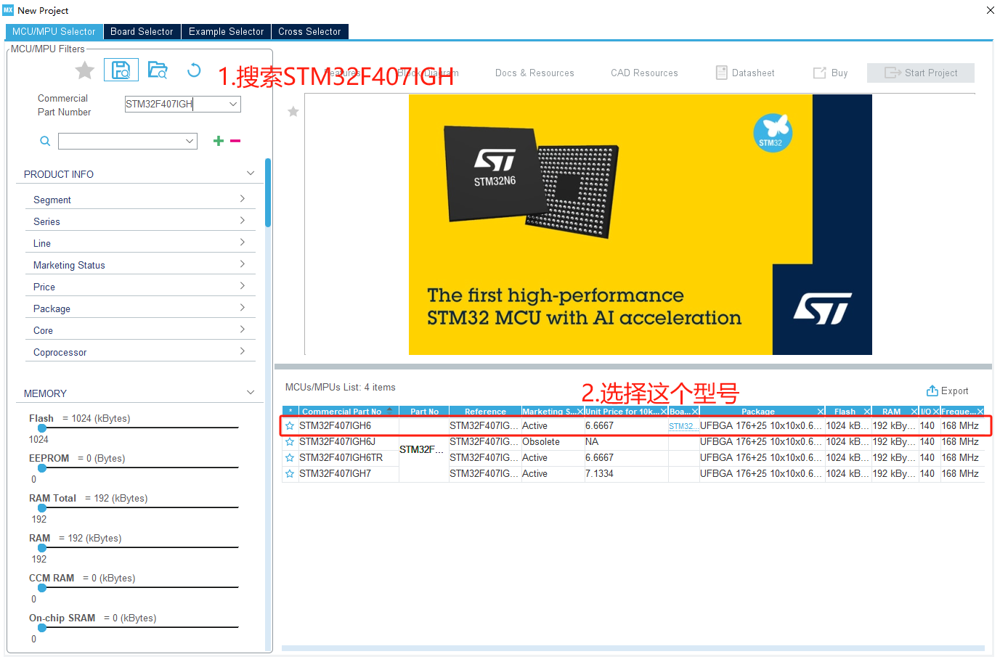 MX New Project
MCU/MPU Selector Board Selector Example Selector Cross Selector
MCU/MPU Filters
1.搜索STM32F407IGH
Features Block Diagram Docs & Resources CAD Resources Datasheet Buy Start Project
Commercial
Part Number
STM32F407IGH
PRODUCT INFO
Segment
Series
Line
Marketing Status
Price
Package
Core
Coprocessor
MEMORY
Flash = 1024 (kBytes)
1024
EEPROM = 0 (Bytes)
0
RAM Total = 192 (kBytes)
192
RAM = 192 (kBytes)
192
CCM RAM = 0 (kBytes)
0
On-chip SRAM = 0 (kBytes)
0
ST
STM32N6
STM32
The first high-performance
STM32 MCU with AI acceleration
ST
MCUs/MPUs List: 4 items
2.选择这个型号
Export
* Commercial Part No Part No Reference Marketing S... Unit Price for 10k... Boa... Package Flash RAM I/O Freque...
STM32F407IGH6 STM32F407IG... Active 6.6667 STM32... UFBGA 176+25 10x10x0.6... 1024 kB... 192 kBy... 140 168 MHz
STM32F407IGH6J STM32F407IG... Obsolete NA UFBGA 176+25 10x10x0.6... 1024 kB... 192 kBy... 140 168 MHz
STM32F...
STM32F407IGH6TR STM32F407IG... Active 6.6667 UFBGA 176+25 10x10x0.6... 1024 kB... 192 kBy... 140 168 MHz
STM32F407IGH7 STM32F407IG... Active 7.1334 UFBGA 176+25 10x10x0.6... 1024 kB... 192 kBy... 140 168 MHz